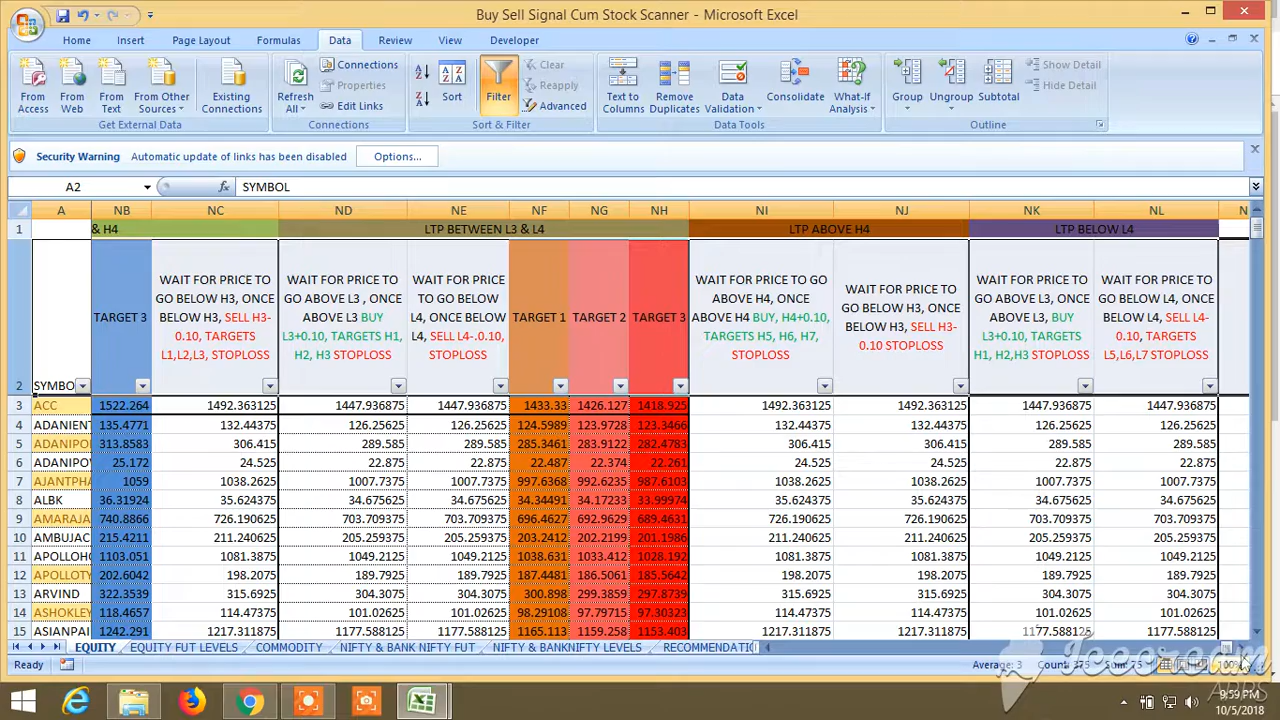 Buy Sell Signal Cum Stock Scanner - Microsoft Excel
Home Insert Page Layout Formulas Data Review View Developer
From Access
From Web
From Text
From Other Sources
Existing Connections
Get External Data
Refresh All
Connections
Properties
Edit Links
Connections
Sort
Filter
Clear
Reapply
Advanced
Sort & Filter
Text to Columns
Remove Duplicates
Data Validation
Consolidate
What-If Analysis
Data Tools
Group
Ungroup
Subtotal
Show Detail
Hide Detail
Outline
Security Warning Automatic update of links has been disabled Options...
A2 fx SYMBOL
A NB NC ND NE NF NG NH NI NJ NK NL N
1 & H4 LTP BETWEEN L3 & L4 LTP ABOVE H4 LTP BELOW L4
2 SYMBO
TARGET 3
WAIT FOR PRICE TO
GO BELOW H3, ONCE
BELOW H3, SELL H3-
0.10, TARGETS
L1,L2,L3, STOPLOSS
WAIT FOR PRICE TO
GO ABOVE L3 , ONCE
ABOVE L3 BUY
L3+0.10, TARGETS H1,
H2, H3 STOPLOSS
WAIT FOR PRICE
TO GO BELOW
L4, ONCE BELOW
L4, SELL L4-.0.10,
STOPLOSS
TARGET 1
TARGET 2
TARGET 3
WAIT FOR PRICE TO GO
ABOVE H4, ONCE
ABOVE H4 BUY, H4+0.10,
TARGETS H5, H6, H7,
STOPLOSS
WAIT FOR PRICE TO
GO BELOW H3, ONCE
BELOW H3, SELL H3-
0.10 STOPLOSS
WAIT FOR PRICE TO
GO ABOVE L3, ONCE
ABOVE L3, BUY
L3+0.10, TARGETS
H1, H2,H3 STOPLOSS
WAIT FOR PRICE TO
GO BELOW L4, ONCE
BELOW L4, SELL L4-
0.10, TARGETS
L5,L6,L7 STOPLOSS
3 ACC 1522.264 1492.363125 1447.936875 1447.936875 1433.33 1426.127 1418.925 1492.363125 1492.363125 1447.936875 1447.936875
4 ADANIENT 135.4771 132.44375 126.25625 126.25625 124.5989 123.9728 123.3466 132.44375 132.44375 126.25625 126.25625
5 ADANIPO 313.8583 306.415 289.585 289.585 285.3461 283.9122 282.4783 306.415 306.415 289.585 289.585
6 ADANIPOV 25.172 24.525 22.875 22.875 22.487 22.374 22.261 24.525 24.525 22.875 22.875
7 AJANTPHA 1059 1038.2625 1007.7375 1007.7375 997.6368 992.6235 987.6103 1038.2625 1038.2625 1007.7375 1007.7375
8 ALBK 36.31924 35.624375 34.675625 34.675625 34.34491 34.17233 33.99974 35.624375 35.624375 34.675625 34.675625
9 AMARAJA 740.8866 726.190625 703.709375 703.709375 696.4627 692.9629 689.4631 726.190625 726.190625 703.709375 703.709375
10 AMBUJAC 215.4211 211.240625 205.259375 205.259375 203.2412 202.2199 201.1986 211.240625 211.240625 205.259375 205.259375
11 APOLLOH 1103.051 1081.3875 1049.2125 1049.2125 1038.631 1033.412 1028.192 1081.3875 1081.3875 1049.2125 1049.2125
12 APOLLOTY 202.6042 198.2075 189.7925 189.7925 187.4481 186.5061 185.5642 198.2075 198.2075 189.7925 189.7925
13 ARVIND 322.3539 315.6925 304.3075 304.3075 300.898 299.3859 297.8739 315.6925 315.6925 304.3075 304.3075
14 ASHOKLEY 118.4657 114.47375 101.02625 101.02625 98.29108 97.79715 97.30323 114.47375 114.47375 101.02625 101.02625
15 ASIANPAI 1242.291 1217.311875 1177.588125 1177.588125 1165.113 1159.258 1153.403 1217.311875 1217.311875 1177.588125 1177.588125
EQUITY EQUITY FUT LEVELS COMMODITY NIFTY & BANK NIFTY FUT NIFTY & BANKNIFTY LEVELS RECOMMENDATIO
Ready Average: 3 Count: 375 Sum: 75 100%
Icecream
APPS
9:59 PM
10/5/2018